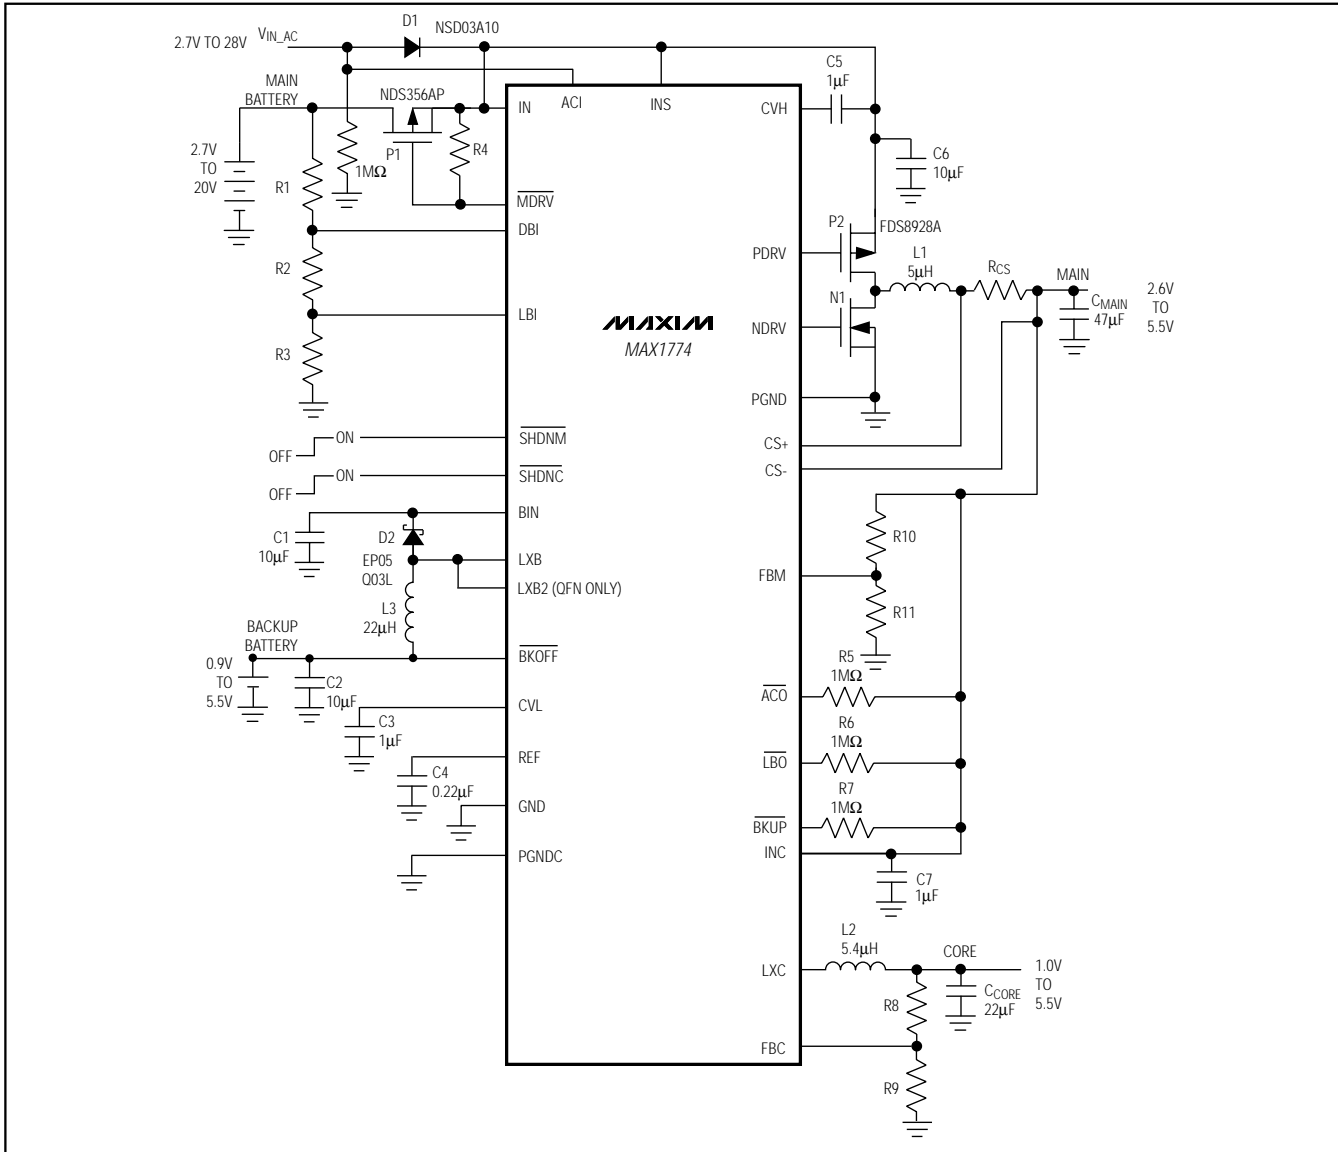 2.7V TO 28V
VIN_AC
D1
NSD03A10
MAIN
BATTERY
NDS356AP
P1
R4
1MΩ
2.7V
TO
20V
R1
R2
R3
IN
ACI
INS
CVH
MDRV
DBI
LBI
C5
1µF
C6
10µF
P2
FDS8928A
PDRV
L1
5µH
RCS
MAIN
CMAIN
47µF
2.6V
TO
5.5V
N1
NDRV
MAXIM
MAX1774
PGND
CS+
CS-
OFF
ON
SHDNM
OFF
ON
SHDNC
BIN
C1
10µF
D2
EP05
Q03L
LXB
LXB2 (QFN ONLY)
L3
22µH
BACKUP
BATTERY
0.9V
TO
5.5V
BKOFF
C2
10µF
CVL
C3
1µF
REF
C4
0.22µF
GND
PGNDC
R10
FBM
R11
R5
1MΩ
ACO
R6
1MΩ
LBO
R7
1MΩ
BKUP
INC
C7
1µF
L2
5.4µH
CORE
LXC
1.0V
TO
5.5V
CCORE
22µF
R8
FBC
R9